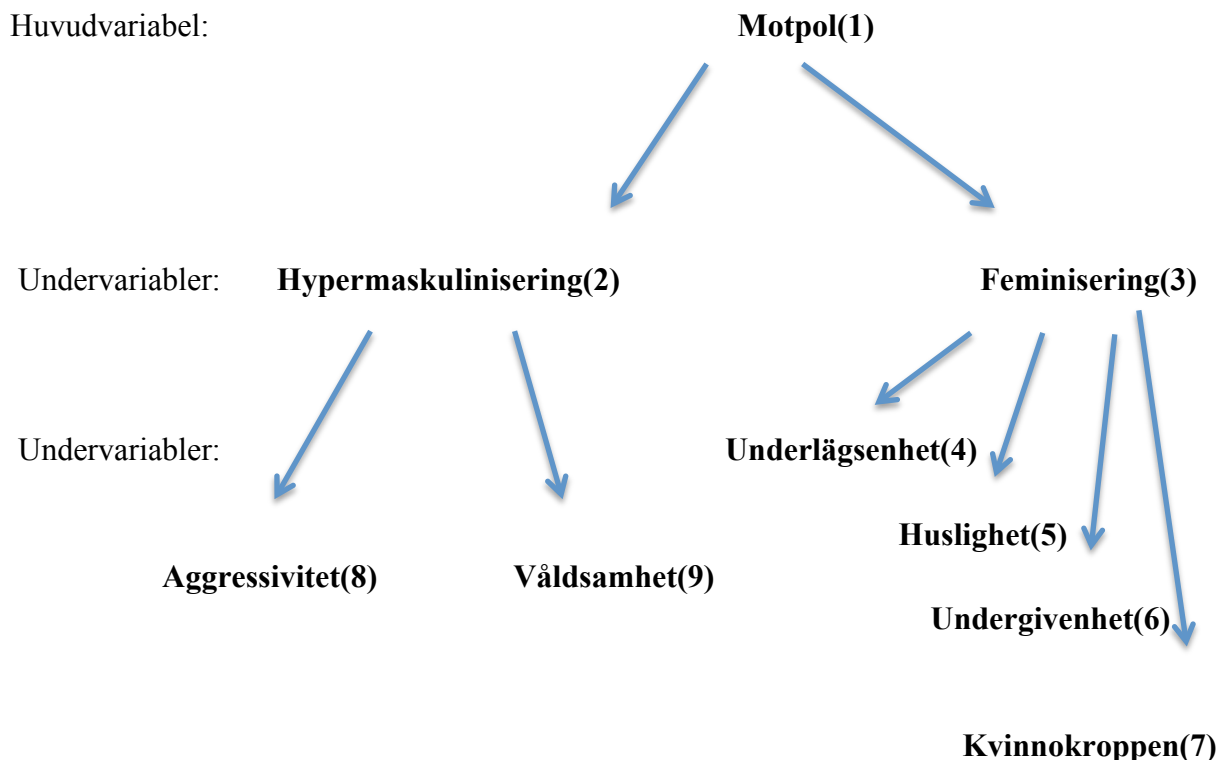 Huvudvariabel: Motpol(1)
Undervariabler: Hypermaskulinisering(2) Feminisering(3)
Undervariabler: Underlägsenhet(4)
Huslighet(5)
Aggressivitet(8) Våldsamhet(9)
Undergivenhet(6)
Kvinnokroppen(7)